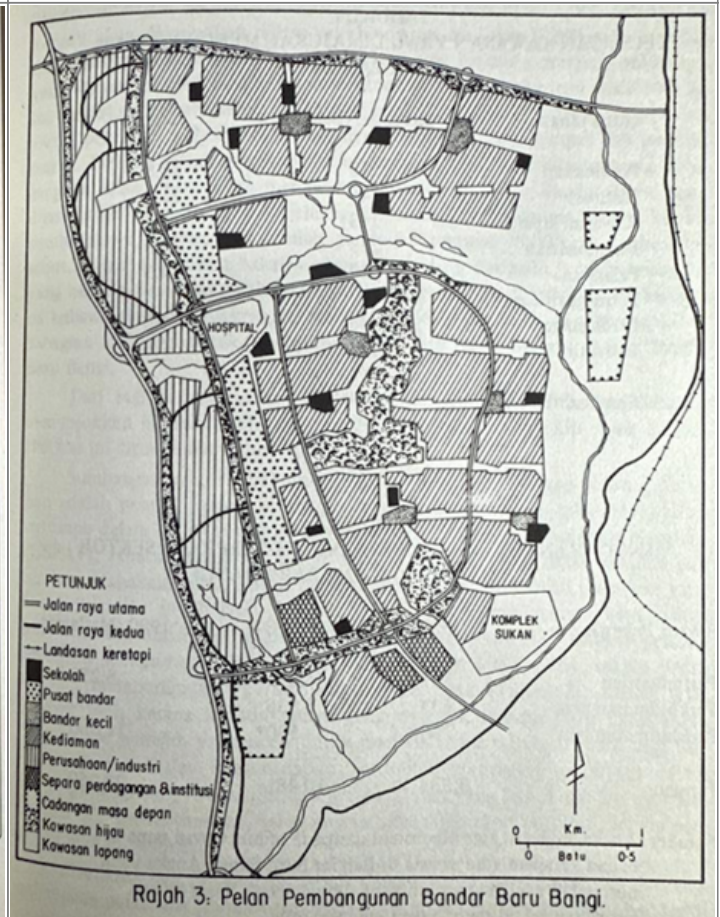 HOSPITAL
KOMPLEK
SUKAN
PETUNJUK
Jalan raya utama
Jalan raya kedua
Landasan keretapi
Sekolah
Pusat bandar
Bandar kecil
Kediaman
Perusahaan/industri
Separa perdagangan & institusi
Cadangan masa depan
Kawasan hijau
Kawasan lapang
0 Km. 1
0 Batu 0·5
Rajah 3: Pelan Pembangunan Bandar Baru Bangi.